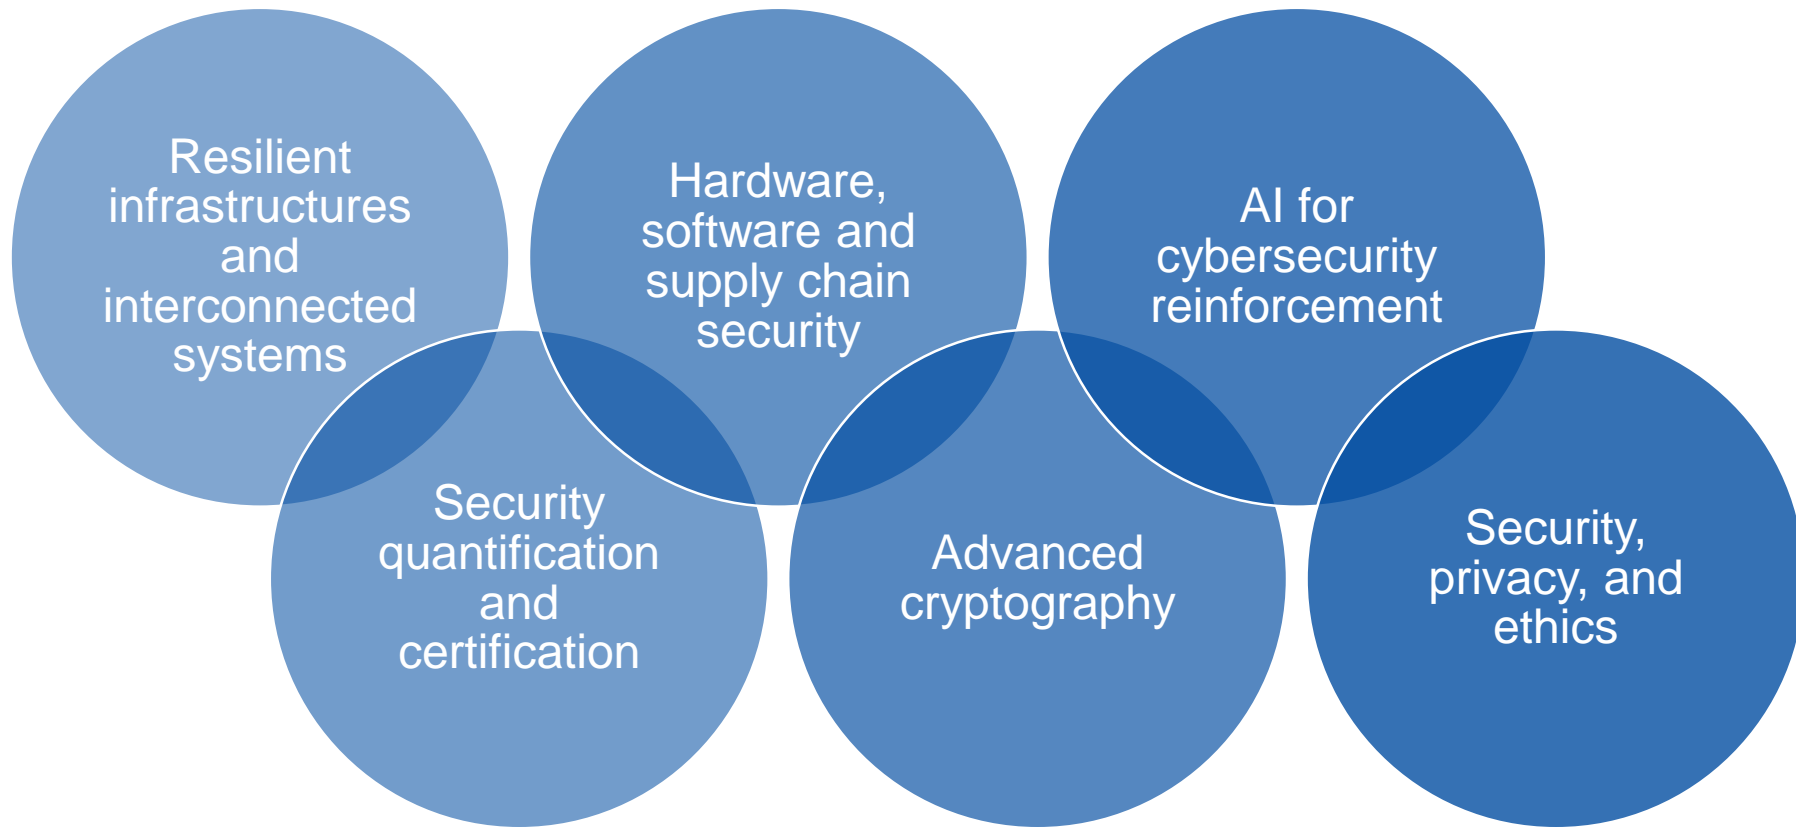 Resilient
infrastructures
and
interconnected
systems
Hardware,
software and
supply chain
security
AI for
cybersecurity
reinforcement
Security
quantification
and
certification
Advanced
cryptography
Security,
privacy, and
ethics